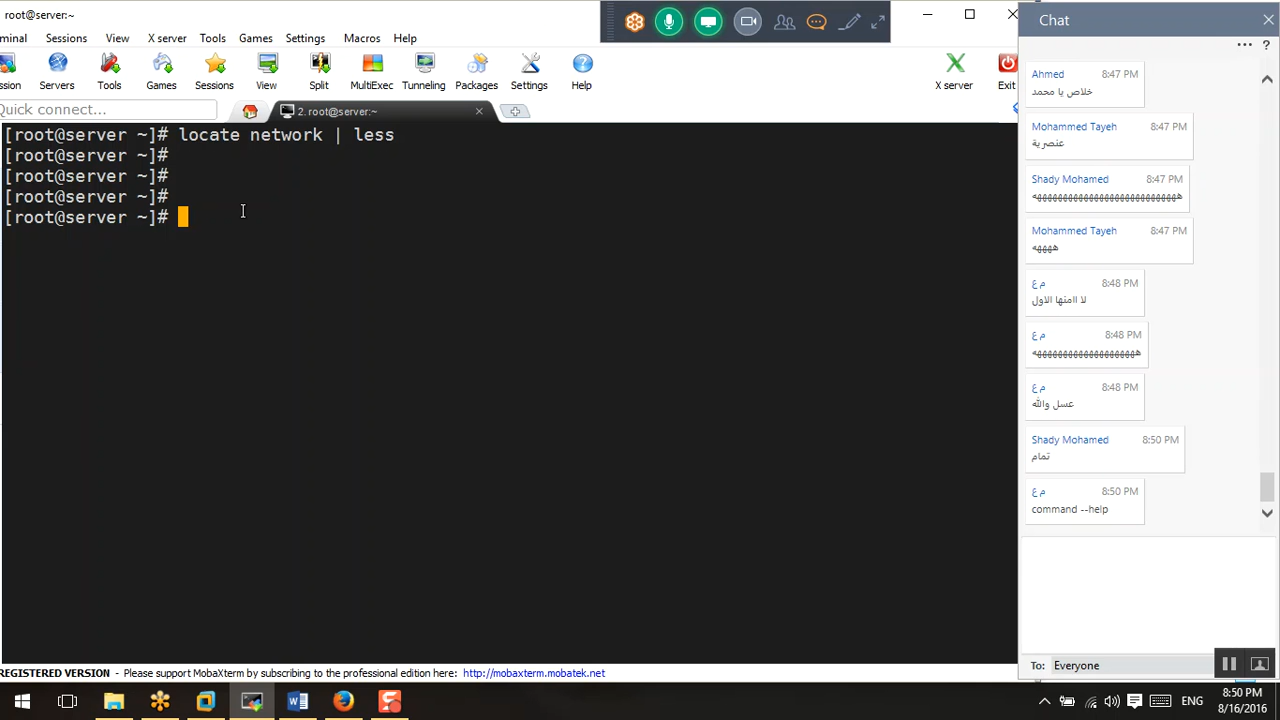 root@server:~
minal Sessions View X server Tools Games Settings Macros Help
sion Servers Tools Games Sessions View Split MultiExec Tunneling Packages Settings Help X server Exit
Quick connect...
2. root@server:~
[root@server ~]# locate network | less
[root@server ~]#
[root@server ~]#
[root@server ~]#
[root@server ~]#
REGISTERED VERSION - Please support MobaXterm by subscribing to the professional edition here: http://mobaxterm.mobatek.net
Chat
Ahmed 8:47 PM
خلاص يا محمد
Mohammed Tayeh 8:47 PM
عنصرية
Shady Mohamed 8:47 PM
Mohammed Tayeh 8:47 PM
ههههه
م ع 8:48 PM
لا اامنها الاول
م ع 8:48 PM
م ع 8:48 PM
عسل والله
Shady Mohamed 8:50 PM
تمام
م ع 8:50 PM
command --help
To: Everyone
ENG
8:50 PM
8/16/2016